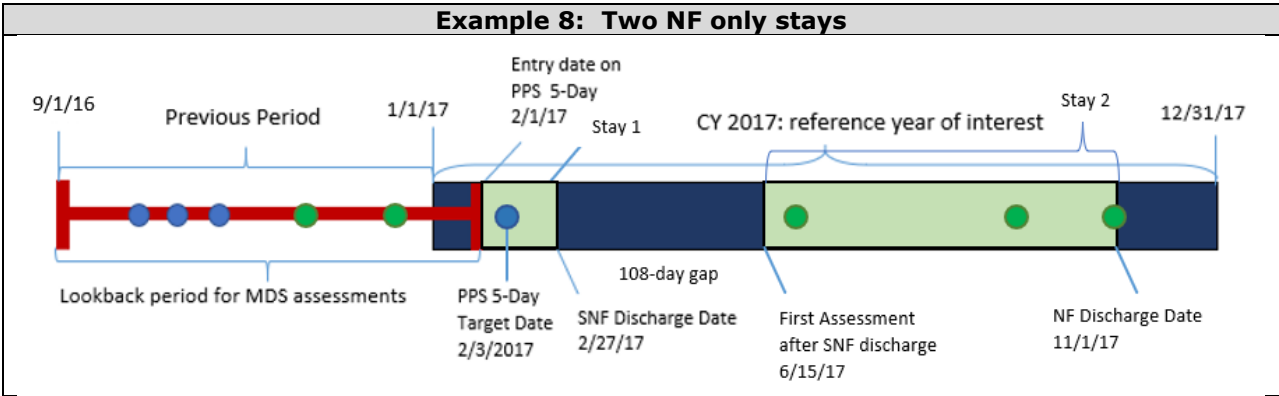 Example 8: Two NF only stays
9/1/16
Previous Period
1/1/17
Entry date on
PPS 5-Day
2/1/17
Stay 1
CY 2017: reference year of interest
Stay 2
12/31/17
Lookback period for MDS assessments
PPS 5-Day
Target Date
2/3/2017
SNF Discharge Date
2/27/17
108-day gap
First Assessment
after SNF discharge
6/15/17
NF Discharge Date
11/1/17